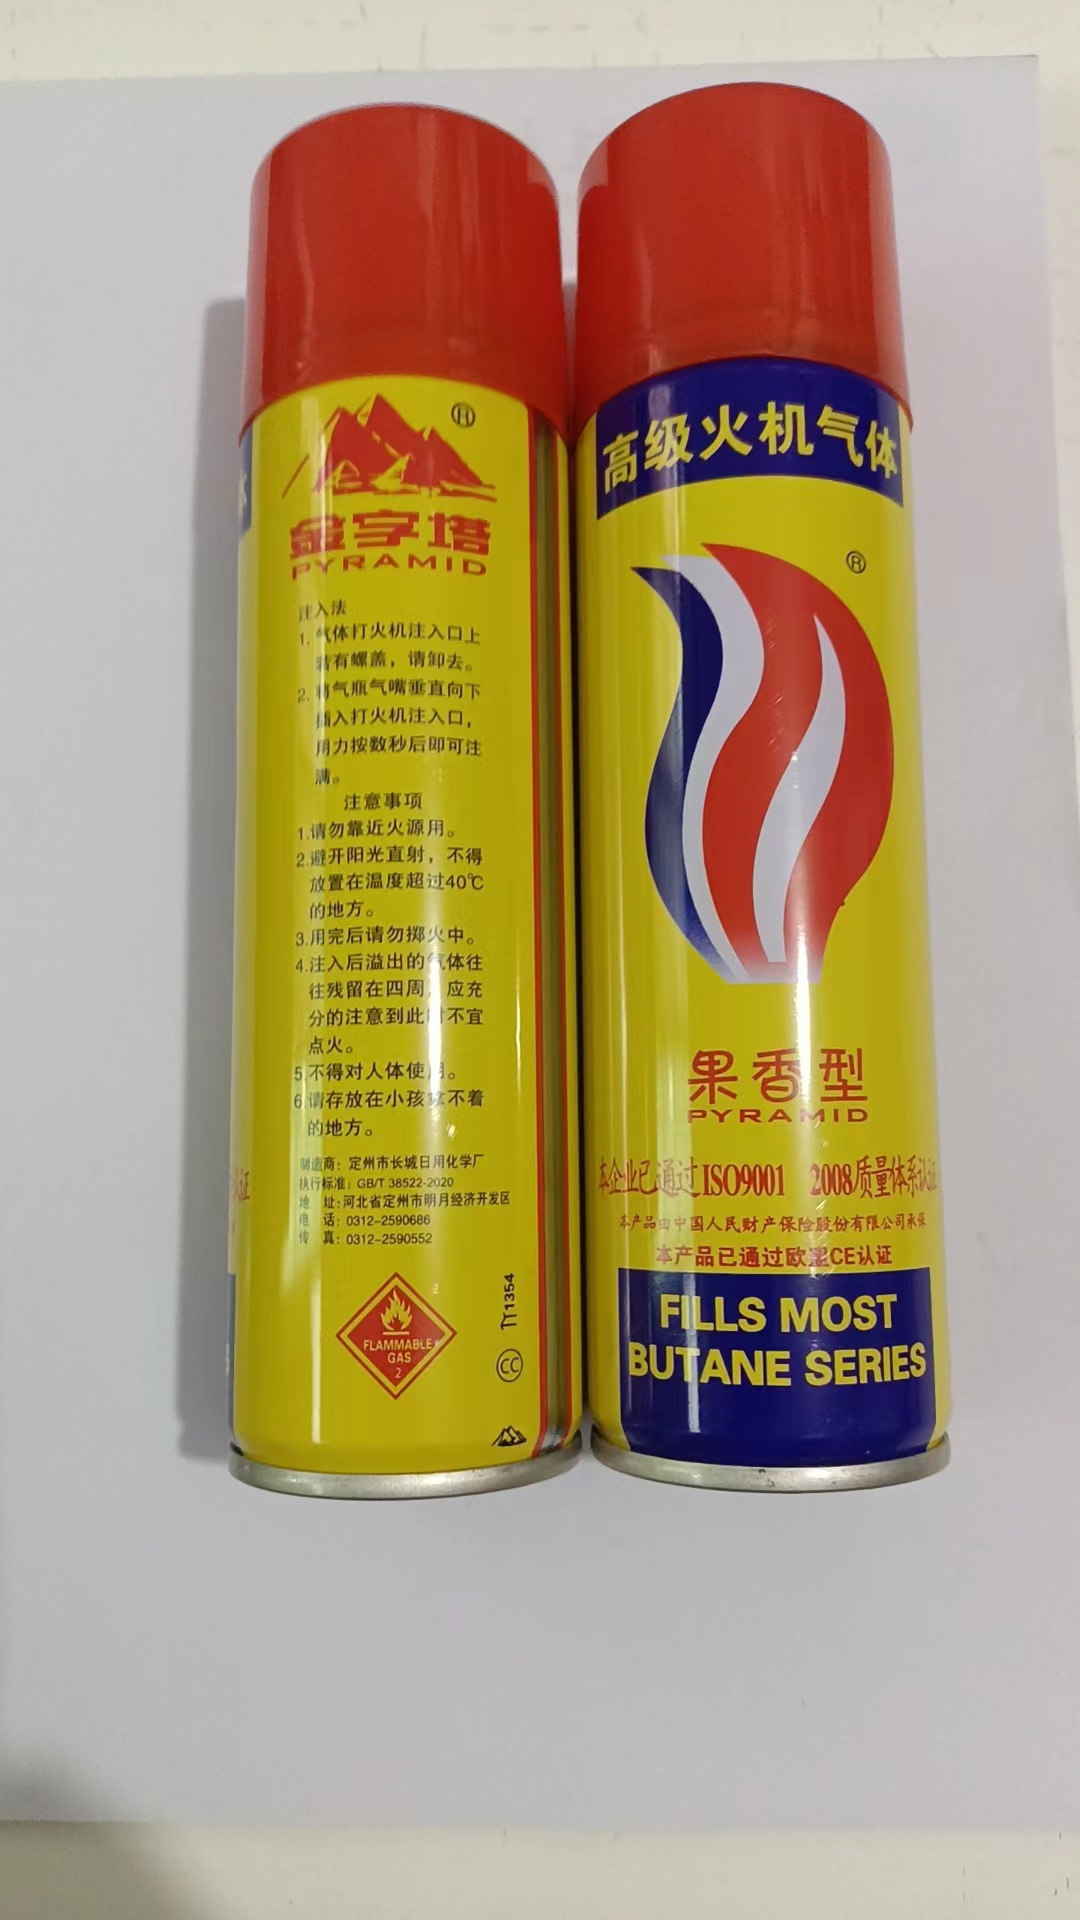 ®
金字塔
PYRAMID
注入法
1. 气体打火机注入口上
若有螺盖，请卸去。
2. 将气瓶气嘴垂直向下
插入打火机注入口，
用力按数秒后即可注
满。
注意事项
1.请勿靠近火源用。
2.避开阳光直射，不得
放置在温度超过40℃
的地方。
3.用完后请勿掷火中。
4.注入后溢出的气体往
往残留在四周，应充
分的注意到此时不宜
点火。
5.不得对人体使用。
6.请存放在小孩拿不着
的地方。
制造商：定州市长城日用化学厂
执行标准：GB/T 38522-2020
地 址:河北省定州市明月经济开发区
电 话：0312-2590686
传 真：0312-2590552
2
FLAMMABLE
GAS
2
1354
CC
体
认证
高级火机气体
®
果香型
PYRAMID
本企业已通过ISO9001 2008质量体系认证
本产品由中国人民财产保险股份有限公司承保
本产品已通过欧盟CE认证
FILLS MOST
BUTANE SERIES